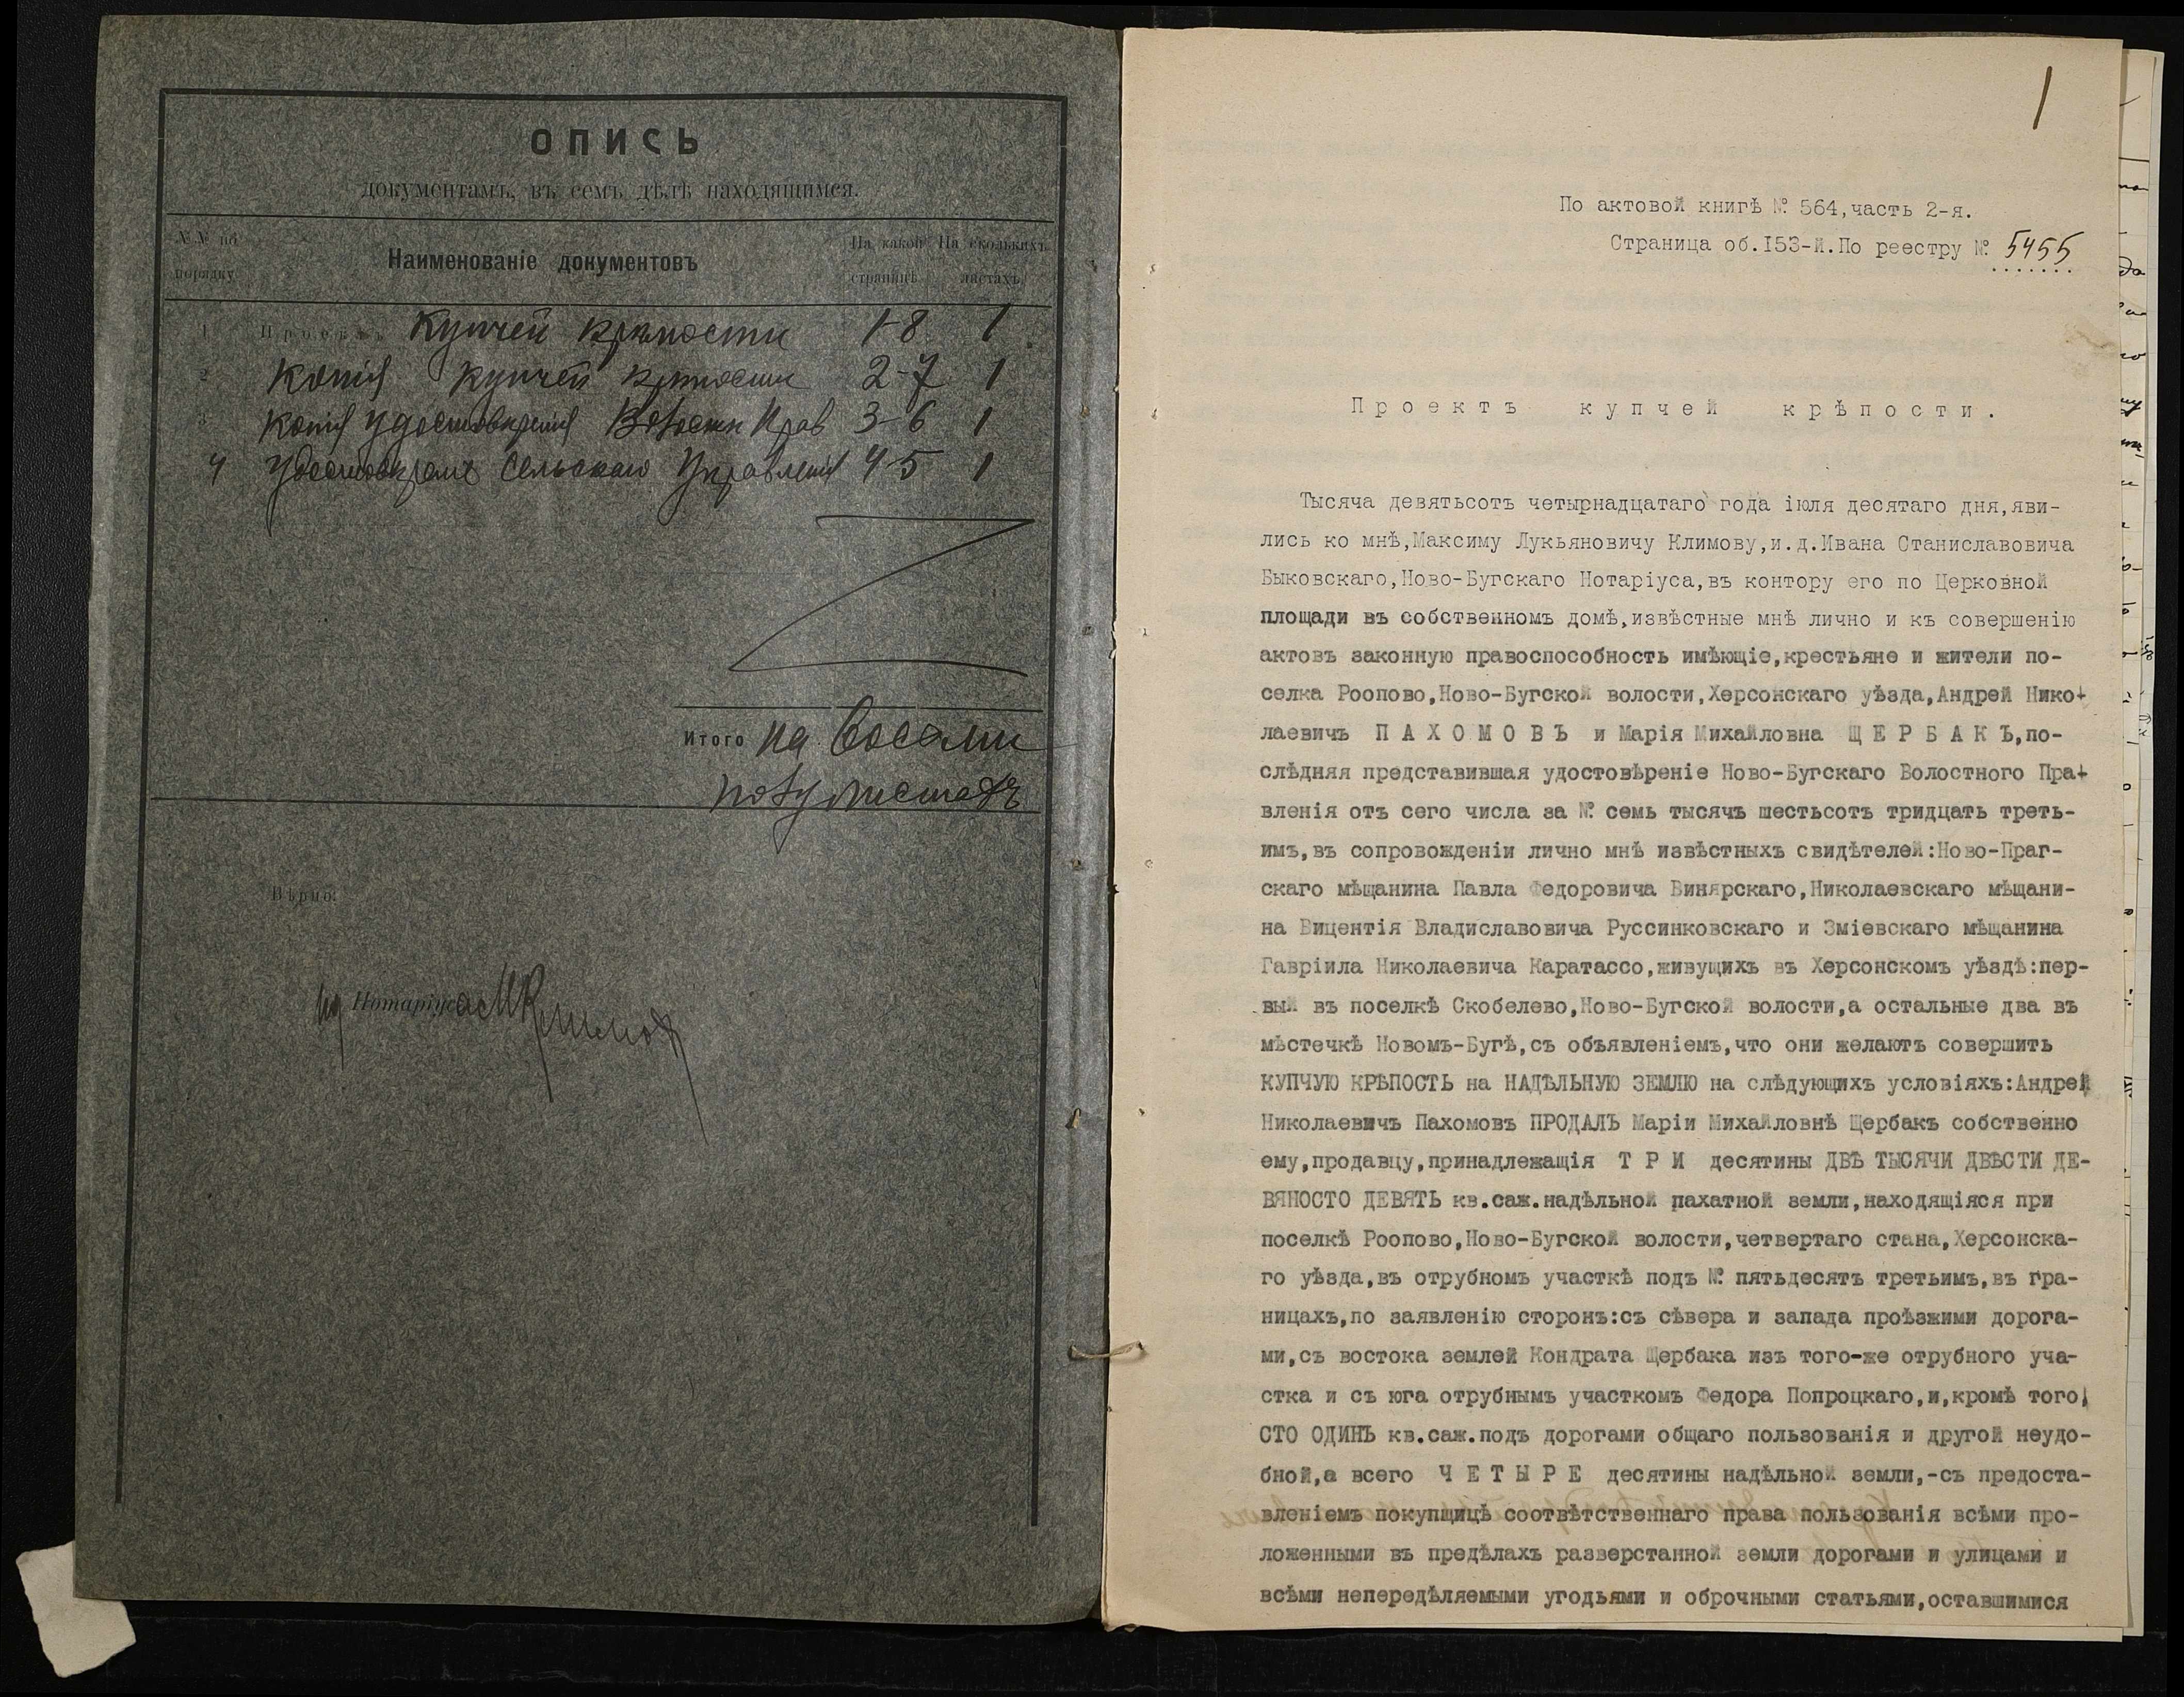 ОПИСЬ
документамъ, въ семъ дѣлѣ находящимся.
№№ по порядку
Наименованіе документовъ
На какой страницѣ
На сколькихъ листахъ
1 Проектъ Купчей крѣпости 1-8 1
2 Копія купчей крѣпости 2-7 1
3 Копія удостовѣренія Волостн Прав 3-6 1
4 Удостовѣреніе Сельскаго Управленія 4-5 1
Итого на восьми
полулистахъ
Вѣрно:
ид Нотаріуса МКлимов
1
По актовой книгѣ № 564,часть 2-я.
Страница об.I53-й.По реестру № 5455
Проектъ купчей крѣпости.
Тысяча девятьсотъ четырнадцатаго года іюля десятаго дня,яви-
лись ко мнѣ,Максиму Лукьяновичу Климову,и.д.Ивана Станиславовича
Быковскаго,Ново-Бугскаго Нотаріуса,въ контору его по Церковной
площади въ собственномъ домѣ,извѣстные мнѣ лично и къ совершенію
актовъ законную правоспособность имѣющіе,крестьяне и жители по-
селка Роопово,Ново-Бугской волости,Херсонскаго уѣзда,Андрей Нико-
лаевичъ ПАХОМОВЪ и Марія Михайловна ЩЕРБАКЪ,по-
слѣдняя представившая удостовѣреніе Ново-Бугскаго Волостного Пра-
вленія отъ сего числа за № семь тысячъ шестьсотъ тридцать треть-
имъ,въ сопровожденіи лично мнѣ извѣстныхъ свидѣтелей:Ново-Праг-
скаго мѣщанина Павла Федоровича Винярскаго,Николаевскаго мѣщани-
на Вицентія Владиславовича Руссинковскаго и Зміевскаго мѣщанина
Гавріила Николаевича Каратассо,живущихъ въ Херсонскомъ уѣздѣ:пер-
вый въ поселкѣ Скобелево,Ново-Бугской волости,а остальные два въ
мѣстечкѣ Новомъ-Бугѣ,съ объявленіемъ,что они желаютъ совершить
КУПЧУЮ КРѢПОСТЬ на НАДѢЛЬНУЮ ЗЕМЛЮ на слѣдующихъ условіяхъ:Андрей
Николаевичъ Пахомовъ ПРОДАЛЪ Маріи Михайловнѣ Щербакъ собственно
ему,продавцу,принадлежащія ТРИ десятины ДВѢ ТЫСЯЧИ ДВѢСТИ ДЕ-
ВЯНОСТО ДЕВЯТЬ кв.саж.надѣльной пахатной земли,находящіяся при
поселкѣ Роопово,Ново-Бугской волости,четвертаго стана,Херсонска-
го уѣзда,въ отрубномъ участкѣ подъ № пятьдесятъ третьимъ,въ гра-
ницахъ,по заявленію сторонъ:съ сѣвера и запада проѣзжими дорога-
ми,съ востока землей Кондрата Щербака изъ того-же отрубного уча-
стка и съ юга отрубнымъ участкомъ Федора Попроцкаго,и,кромѣ того,
СТО ОДИНЪ кв.саж.подъ дорогами общаго пользованія и другой неудо-
бной,а всего ЧЕТЫРЕ десятины надѣльной земли,-съ предоста-
вленіемъ покупщицѣ соотвѣтственнаго права пользованія всѣми про-
ложенными въ предѣлахъ разверстанной земли дорогами и улицами и
всѣми непередѣляемыми угодьями и оброчными статьями,оставшимися